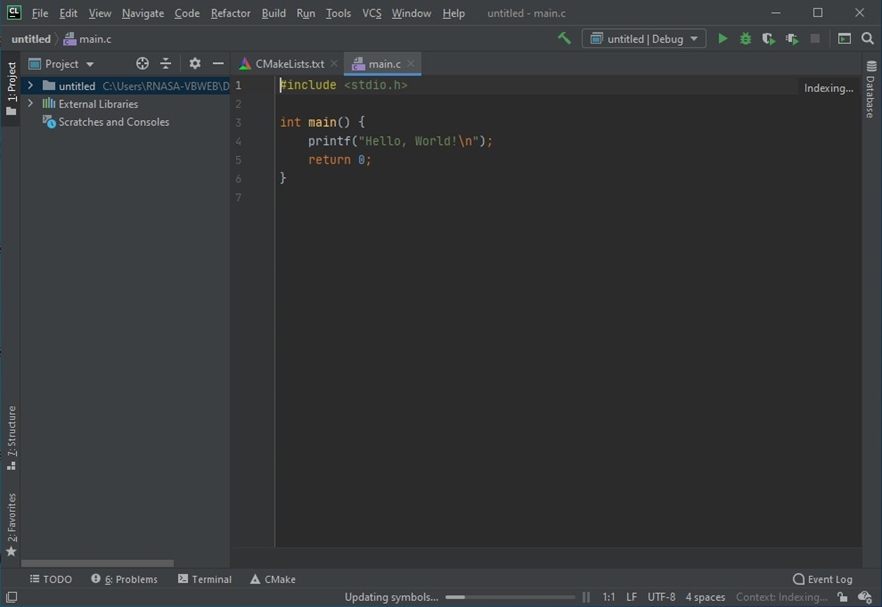 CL File Edit View Navigate Code Refactor Build Run Tools VCS Window Help untitled - main.c
untitled main.c untitled | Debug
1: Project
Project
CMakeLists.txt main.c
untitled C:\Users\RNASA-VBWEB\D
External Libraries
Scratches and Consoles
1 #include <stdio.h>
2
3 int main() {
4 printf("Hello, World!\n");
5 return 0;
6 }
7
Indexing...
Database
Z: Structure
2: Favorites
TODO 6: Problems Terminal CMake Event Log
Updating symbols... 1:1 LF UTF-8 4 spaces Context: Indexing...